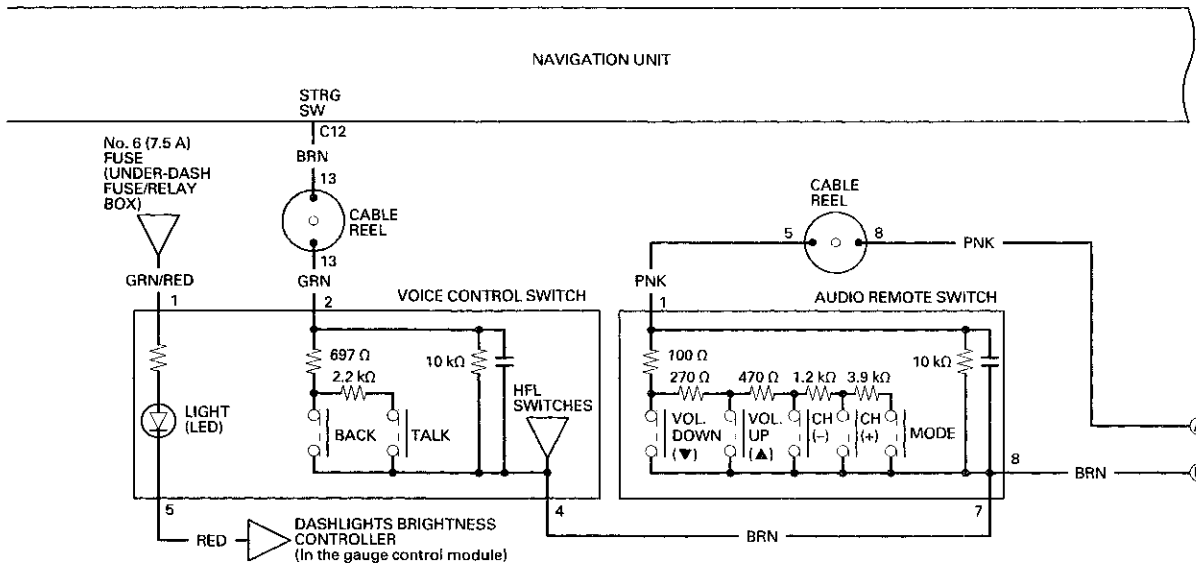 NAVIGATION UNIT
STRG
SW
C12
No. 6 (7.5 A)
FUSE
(UNDER-DASH
FUSE/RELAY
BOX)
BRN
13
CABLE
REEL
13
GRN/RED
GRN
1
2
VOICE CONTROL SWITCH
697 Ω
2.2 kΩ
10 kΩ
HFL
SWITCHES
LIGHT
(LED)
BACK
TALK
5
4
RED
DASHLIGHTS BRIGHTNESS
CONTROLLER
(In the gauge control module)
CABLE
REEL
5
8
PNK
PNK
1
AUDIO REMOTE SWITCH
100 Ω
270 Ω
470 Ω
1.2 kΩ
3.9 kΩ
10 kΩ
VOL.
DOWN
(▼)
VOL.
UP
(▲)
CH
(−)
CH
(+)
MODE
8
BRN
7
BRN